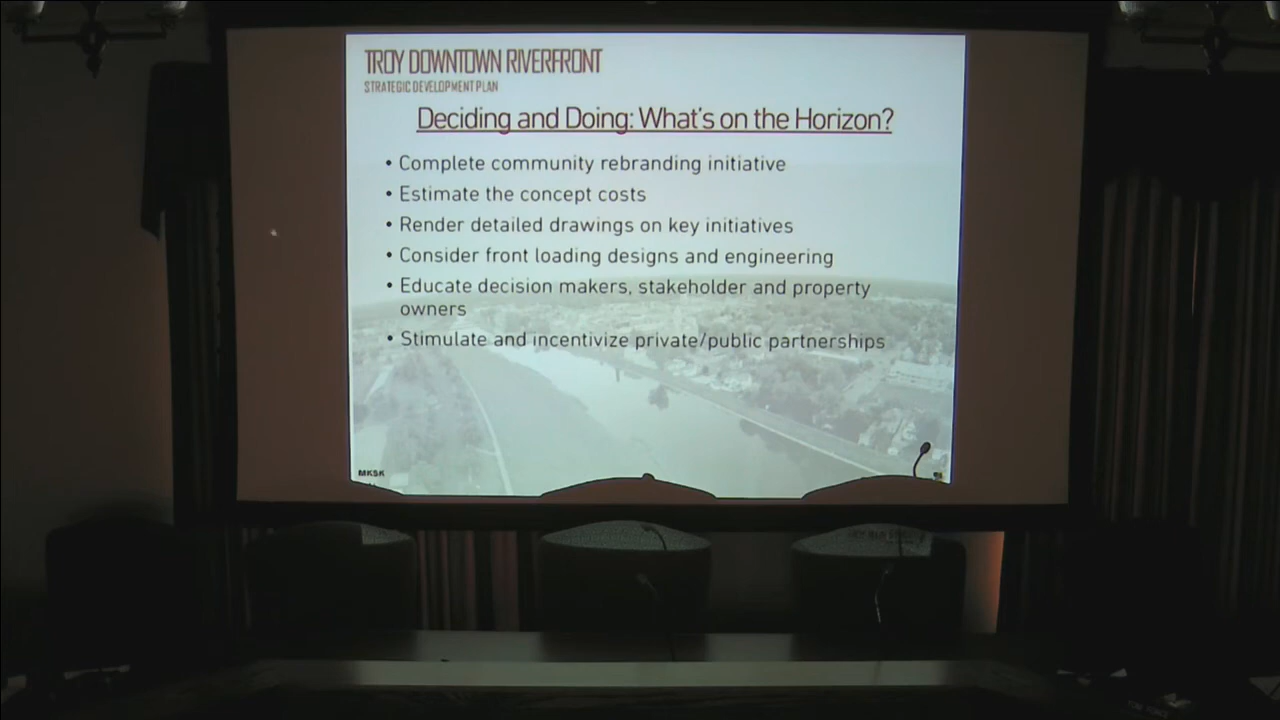 TROY DOWNTOWN RIVERFRONT
STRATEGIC DEVELOPMENT PLAN
Deciding and Doing: What's on the Horizon?
• Complete community rebranding initiative
• Estimate the concept costs
• Render detailed drawings on key initiatives
• Consider front loading designs and engineering
• Educate decision makers, stakeholder and property
owners
• Stimulate and incentivize private/public partnerships
MKSK